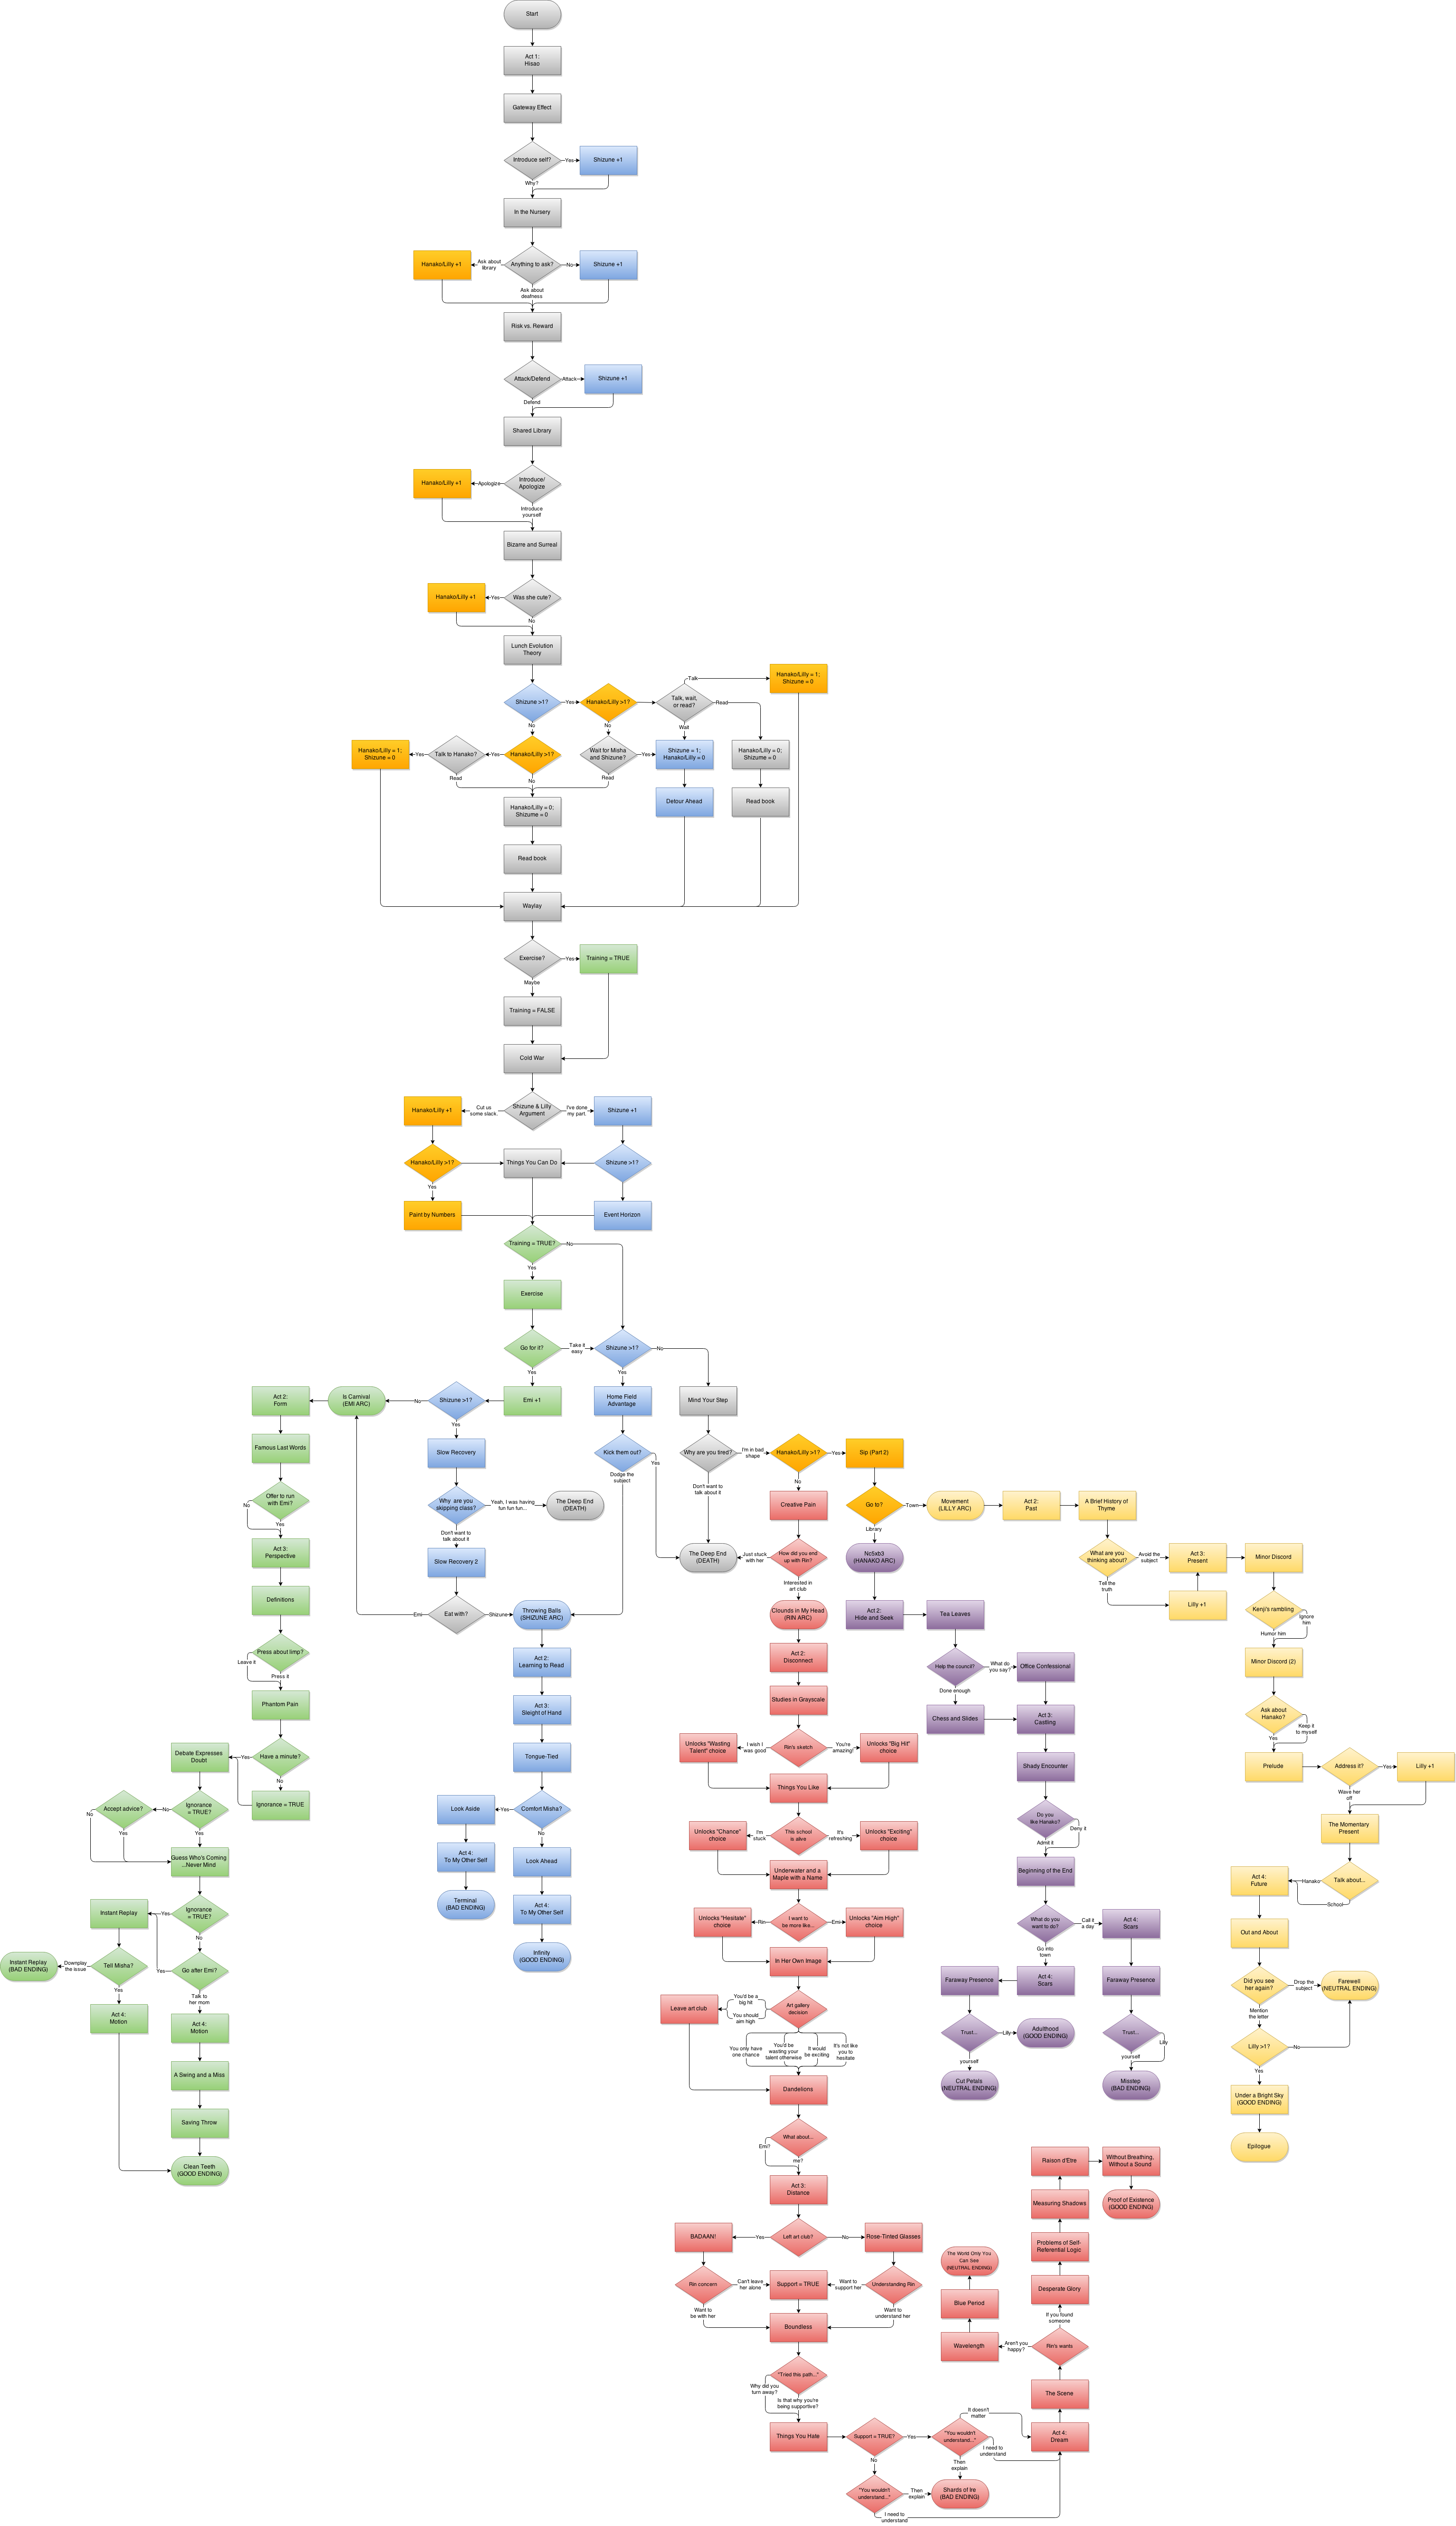 Start
Act 1:
Hisao
Gateway Effect
Introduce self?
Yes
Shizune +1
Why?
In the Nursery
Hanako/Lilly +1
Ask about
library
Anything to ask?
No
Shizune +1
Ask about
deafness
Risk vs. Reward
Attack/Defend
Attack
Shizune +1
Defend
Shared Library
Hanako/Lilly +1
Apologize
Introduce/
Apologize
Introduce
yourself
Bizarre and Surreal
Hanako/Lilly +1
Yes
Was she cute?
No
Lunch Evolution
Theory
Talk
Hanako/Lilly = 1;
Shizune = 0
Shizune >1?
Yes
Hanako/Lilly >1?
Talk, wait,
or read?
Read
No
No
Wait
Hanako/Lilly = 1;
Shizune = 0
Yes
Talk to Hanako?
Yes
Hanako/Lilly >1?
Wait for Misha
and Shizune?
Yes
Shizune = 1;
Hanako/Lilly = 0
Hanako/Lilly = 0;
Shizune = 0
Read
No
Read
Hanako/Lilly = 0;
Shizume = 0
Detour Ahead
Read book
Read book
Waylay
Exercise?
Yes
Training = TRUE
Maybe
Training = FALSE
Cold War
Hanako/Lilly +1
Cut us
some slack.
Shizune & Lilly
Argument
I've done
my part.
Shizune +1
Hanako/Lilly >1?
Things You Can Do
Shizune >1?
Yes
Paint by Numbers
Event Horizon
Training = TRUE?
No
Yes
Exercise
Go for it?
Take it
easy
Shizune >1?
No
Yes
Yes
Act 2:
Form
Is Carnival
(EMI ARC)
No
Shizune >1?
Emi +1
Home Field
Advantage
Mind Your Step
Yes
Famous Last Words
Slow Recovery
Kick them out?
Yes
Dodge the
subject
Why are you tired?
I'm in bad
shape
Hanako/Lilly >1?
Yes
Sip (Part 2)
Don't want to
talk about it
No
Offer to run
with Emi?
No
Yes
Why are you
skipping class?
Yeah, I was having
fun fun fun...
The Deep End
(DEATH)
Don't want to
talk about it
Creative Pain
Go to?
Town
Library
Movement
(LILLY ARC)
Act 2:
Past
A Brief History of
Thyme
Act 3:
Perspective
Slow Recovery 2
The Deep End
(DEATH)
Just stuck
with her
How did you end
up with Rin?
Interested in
art club
Nc5xb3
(HANAKO ARC)
What are you
thinking about?
Avoid the
subject
Act 3:
Present
Minor Discord
Tell the
truth
Lilly +1
Definitions
Emi
Eat with?
Shizune
Throwing Balls
(SHIZUNE ARC)
Clounds in My Head
(RIN ARC)
Act 2:
Hide and Seek
Tea Leaves
Kenji's rambling
Ignore
him
Humor him
Press about limp?
Leave it
Press it
Act 2:
Learning to Read
Act 2:
Disconnect
Help the council?
What do
you say?
Office Confessional
Done enough
Minor Discord (2)
Phantom Pain
Act 3:
Sleight of Hand
Studies in Grayscale
Chess and Slides
Act 3:
Castling
Ask about
Hanako?
Keep it
to myself
Yes
Debate Expresses
Doubt
Yes
Have a minute?
No
Tongue-Tied
Unlocks "Wasting
Talent" choice
I wish I
was good
Rin's sketch
You're
amazing!
Unlocks "Big Hit"
choice
Shady Encounter
Prelude
Address it?
Yes
Lilly +1
Wave her
off
Things You Like
Accept advice?
No
Yes
No
Ignorance
= TRUE?
Yes
Ignorance = TRUE
Look Aside
Yes
Comfort Misha?
No
Unlocks "Chance"
choice
I'm
stuck
This school
is alive
It's
refreshing
Unlocks "Exciting"
choice
Do you
like Hanako?
Deny it
Admit it
The Momentary
Present
Guess Who's Coming
...Never Mind
Act 4:
To My Other Self
Look Ahead
Underwater and a
Maple with a Name
Beginning of the End
Act 4:
Future
Hanako
Talk about...
School
Instant Replay
Yes
Ignorance
= TRUE?
No
Terminal
(BAD ENDING)
Act 4:
To My Other Self
Unlocks "Hesitate"
choice
Rin
I want to
be more like...
Emi
Unlocks "Aim High"
choice
What do you
want to do?
Call it
a day
Act 4:
Scars
Go into
town
Out and About
Instant Replay
(BAD ENDING)
Downplay
the issue
Tell Misha?
Yes
Yes
Go after Emi?
Talk to
her mom
Infinity
(GOOD ENDING)
In Her Own Image
Faraway Presence
Act 4:
Scars
Faraway Presence
Did you see
her again?
Drop the
subject
Farewell
(NEUTRAL ENDING)
Mention
the letter
Act 4:
Motion
Act 4:
Motion
Leave art club
You'd be a
big hit
You should
aim high
Art gallery
decision
You only have
one chance
You'd be
wasting your
talent otherwise
It would
be exciting
It's not like
you to
hesitate
Trust...
Lilly
Adulthood
(GOOD ENDING)
yourself
Trust...
Lilly
yourself
Lilly >1?
No
Yes
A Swing and a Miss
Dandelions
Cut Petals
(NEUTRAL ENDING)
Misstep
(BAD ENDING)
Under a Bright Sky
(GOOD ENDING)
Saving Throw
What about...
Emi?
me?
Epilogue
Clean Teeth
(GOOD ENDING)
Act 3:
Distance
Raison d'Etre
Without Breathing,
Without a Sound
Measuring Shadows
Proof of Existence
(GOOD ENDING)
BADAAN!
Yes
Left art club?
No
Rose-Tinted Glasses
Problems of Self-
Referential Logic
The World Only You
Can See
(NEUTRAL ENDING)
Rin concern
Can't leave
her alone
Support = TRUE
Want to
support her
Understanding Rin
Desperate Glory
Want to
be with her
Want to
understand her
Blue Period
If you found
someone
Boundless
Wavelength
Aren't you
happy?
Rin's wants
"Tried this path..."
Why did you
turn away?
Is that why you're
being supportive?
The Scene
It doesn't
matter
Things You Hate
Support = TRUE?
Yes
"You wouldn't
understand..."
Act 4:
Dream
I need to
understand
No
Then
explain
"You wouldn't
understand..."
Then
explain
Shards of Ire
(BAD ENDING)
I need to
understand